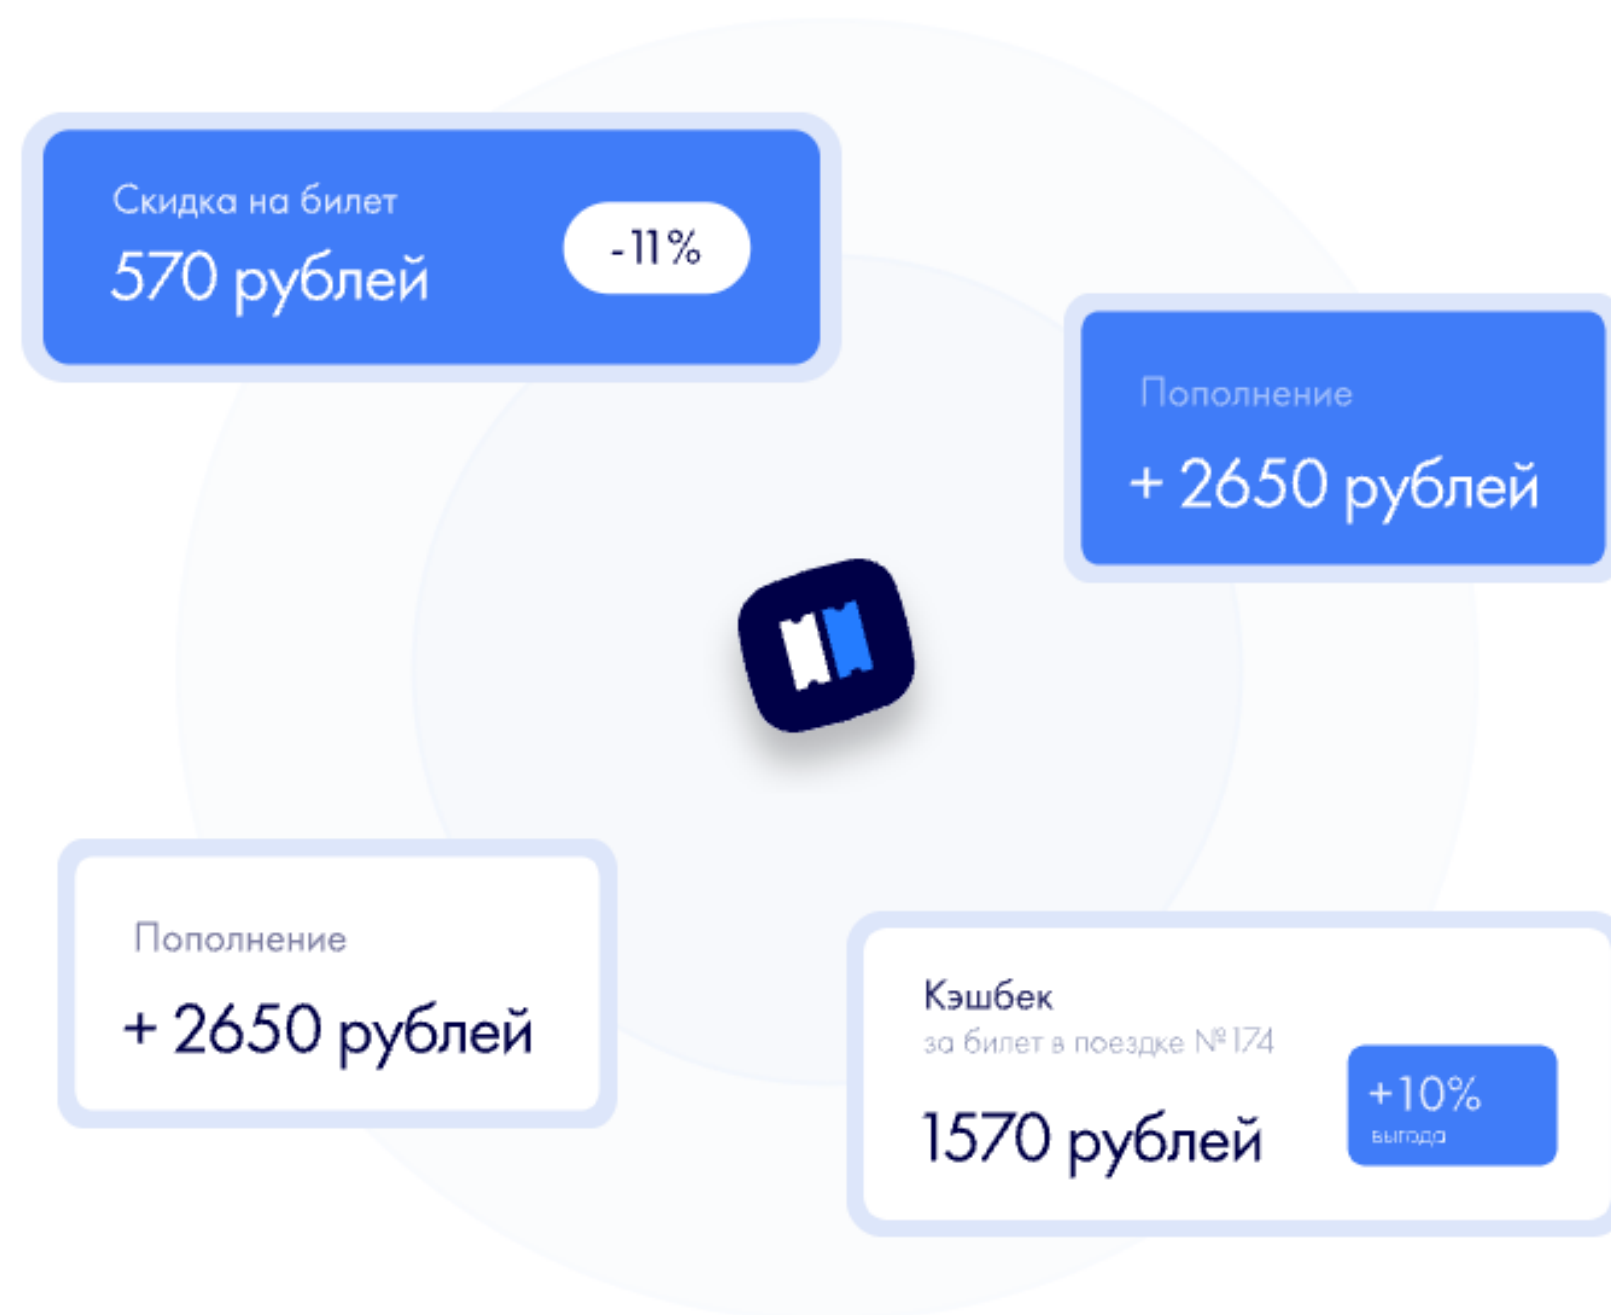 Скидка на билет
570 рублей
-11%
Пополнение
+ 2650 рублей
Пополнение
+ 2650 рублей
Кэшбек
за билет в поездке №174
1570 рублей
+10%
выгода